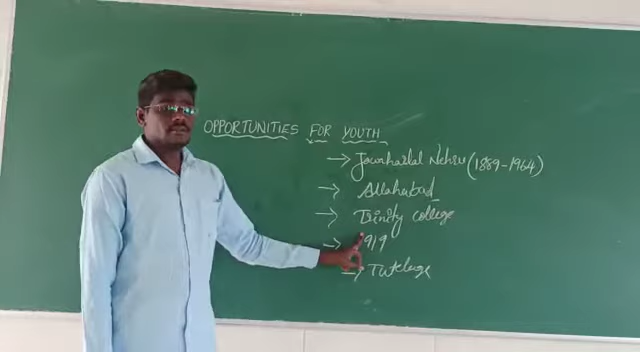 OPPORTUNITIES FOR YOUTH
→ Jawaharlal Nehru (1889-1964)
→ Allahabad
→ Trinity college
→ 1919
→ Tutelage